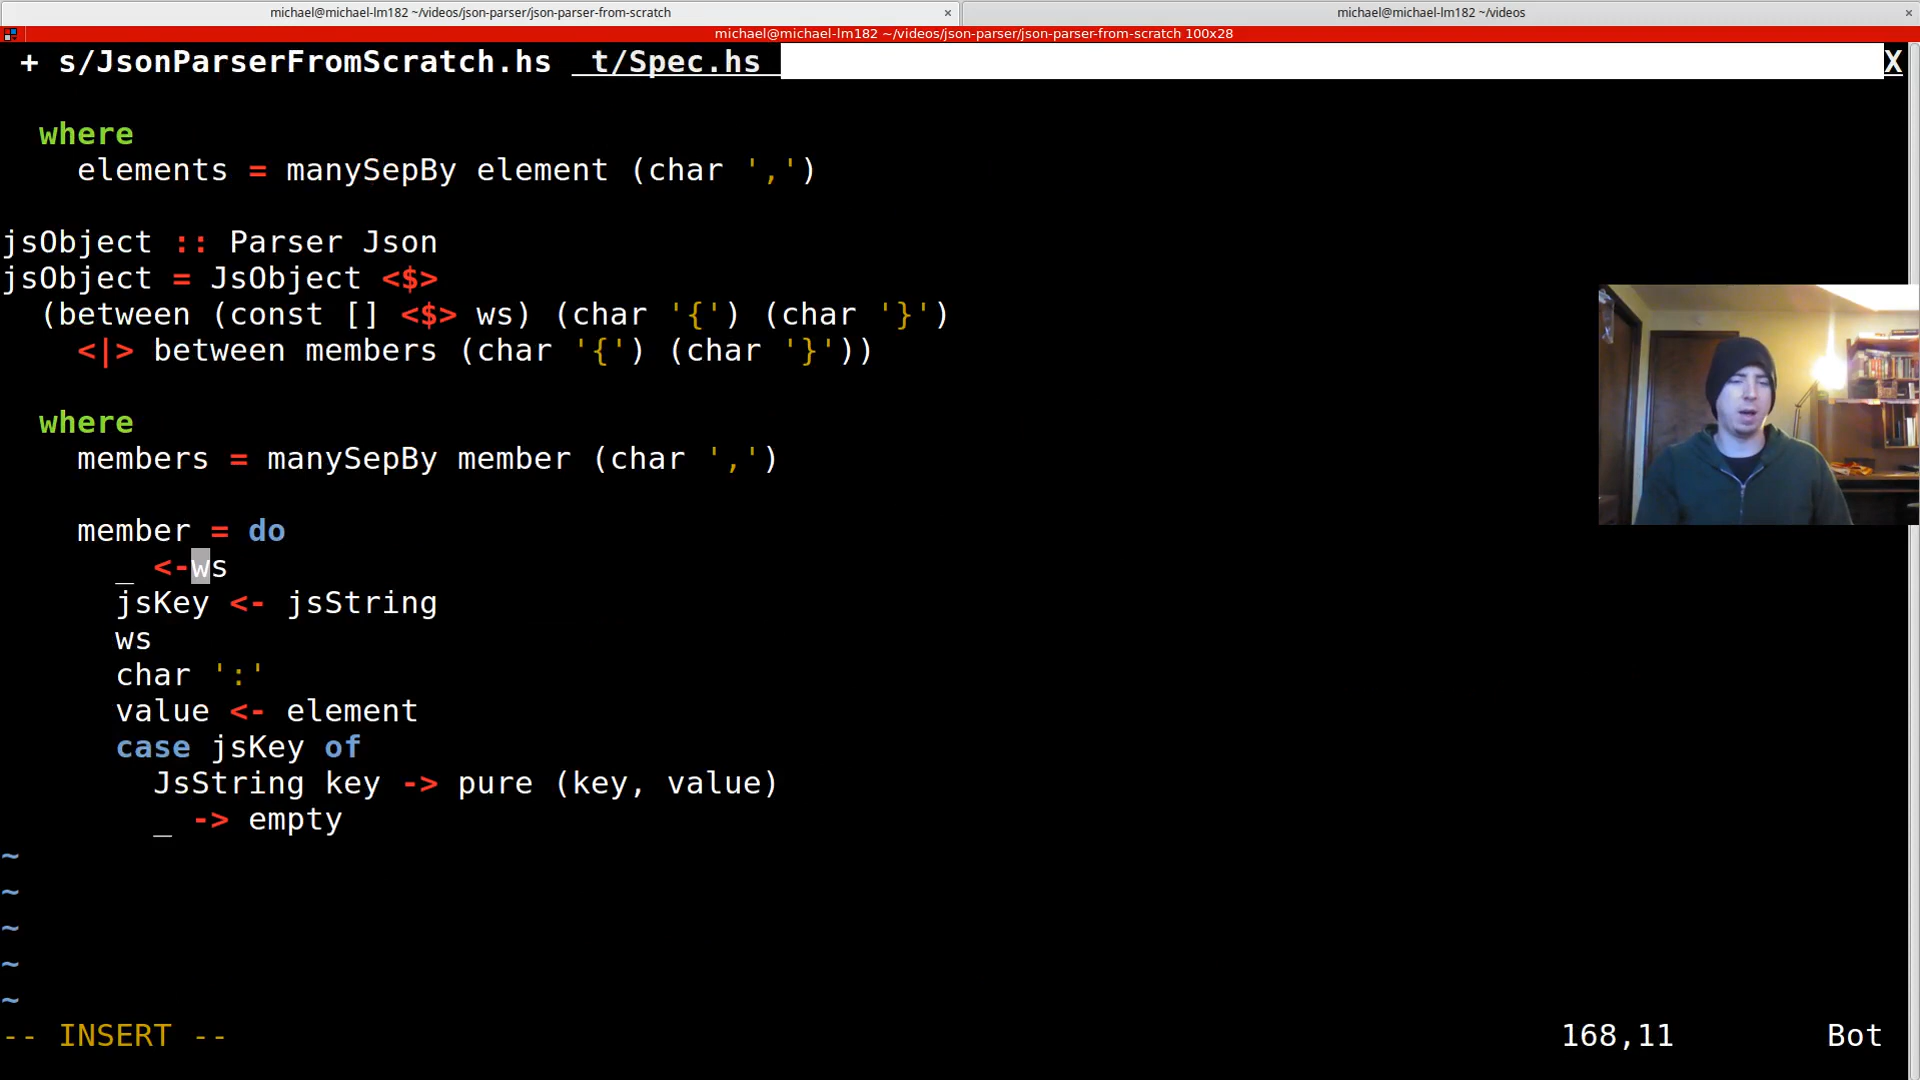 michael@michael-lm182 ~/videos/json-parser/json-parser-from-scratch × michael@michael-lm182 ~/videos ×
michael@michael-lm182 ~/videos/json-parser/json-parser-from-scratch 100x28
+ s/JsonParserFromScratch.hs t/Spec.hs X
where
elements = manySepBy element (char ',')
jsObject :: Parser Json
jsObject = JsObject <$>
(between (const [] <$> ws) (char '{') (char '}')
<|> between members (char '{') (char '}'))
where
members = manySepBy member (char ',')
member = do
_ <-ws
jsKey <- jsString
ws
char ':'
value <- element
case jsKey of
JsString key -> pure (key, value)
_ -> empty
~
~
~
~
~
-- INSERT -- 168,11 Bot